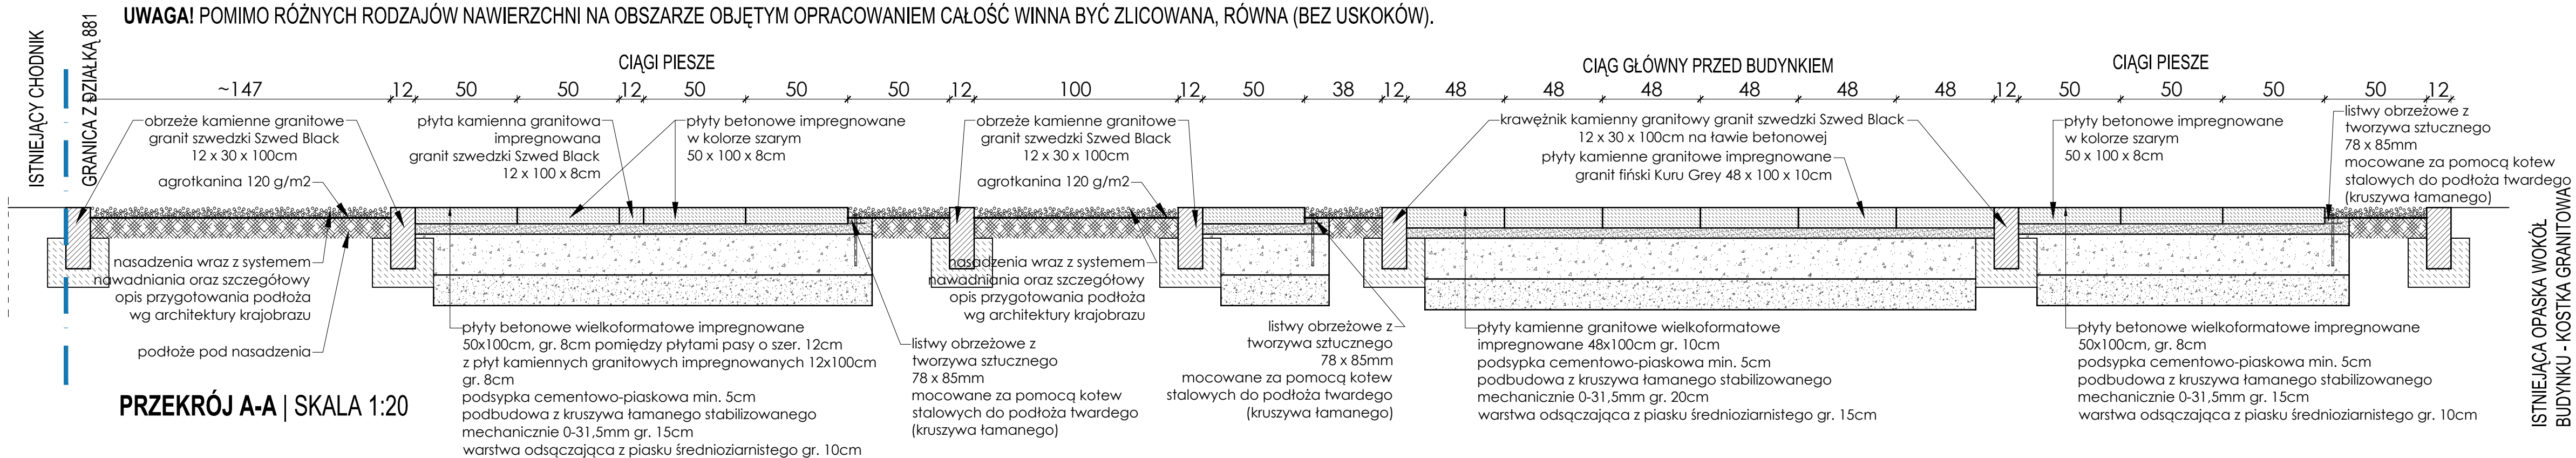 UWAGA! POMIMO RÓŻNYCH RODZAJÓW NAWIERZCHNI NA OBSZARZE OBJĘTYM OPRACOWANIEM CAŁOŚĆ WINNA BYĆ ZLICOWANA, RÓWNA (BEZ USKOKÓW).
ISTNIEJĄCY CHODNIK
GRANICA Z DZIAŁKĄ 881
CIĄGI PIESZE
CIĄG GŁÓWNY PRZED BUDYNKIEM
CIĄGI PIESZE
~147 12 50 50 12 50 50 50 12 100 12 50 38 12 48 48 48 48 48 48 12 50 50 50 50 12
obrzeże kamienne granitowe
granit szwedzki Szwed Black
12 x 30 x 100cm
agrotkanina 120 g/m2
płyta kamienna granitowa
impregnowana
granit szwedzki Szwed Black
12 x 100 x 8cm
płyty betonowe impregnowane
w kolorze szarym
50 x 100 x 8cm
obrzeże kamienne granitowe
granit szwedzki Szwed Black
12 x 30 x 100cm
agrotkanina 120 g/m2
krawężnik kamienny granitowy granit szwedzki Szwed Black
12 x 30 x 100cm na ławie betonowej
płyty kamienne granitowe impregnowane
granit fiński Kuru Grey 48 x 100 x 10cm
płyty betonowe impregnowane
w kolorze szarym
50 x 100 x 8cm
listwy obrzeżowe z
tworzywa sztucznego
78 x 85mm
mocowane za pomocą kotew
stalowych do podłoża twardego
(kruszywa łamanego)
nasadzenia wraz z systemem
nawadniania oraz szczegółowy
opis przygotowania podłoża
wg architektury krajobrazu
podłoże pod nasadzenia
płyty betonowe wielkoformatowe impregnowane
50x100cm, gr. 8cm pomiędzy płytami pasy o szer. 12cm
z płyt kamiennych granitowych impregnowanych 12x100cm
gr. 8cm
podsypka cementowo-piaskowa min. 5cm
podbudowa z kruszywa łamanego stabilizowanego
mechanicznie 0-31,5mm gr. 15cm
warstwa odsączająca z piasku średnioziarnistego gr. 10cm
listwy obrzeżowe z
tworzywa sztucznego
78 x 85mm
mocowane za pomocą kotew
stalowych do podłoża twardego
(kruszywa łamanego)
nasadzenia wraz z systemem
nawadniania oraz szczegółowy
opis przygotowania podłoża
wg architektury krajobrazu
listwy obrzeżowe z
tworzywa sztucznego
78 x 85mm
mocowane za pomocą kotew
stalowych do podłoża twardego
(kruszywa łamanego)
płyty kamienne granitowe wielkoformatowe
impregnowane 48x100cm gr. 10cm
podsypka cementowo-piaskowa min. 5cm
podbudowa z kruszywa łamanego stabilizowanego
mechanicznie 0-31,5mm gr. 20cm
warstwa odsączająca z piasku średnioziarnistego gr. 15cm
płyty betonowe wielkoformatowe impregnowane
50x100cm, gr. 8cm
podsypka cementowo-piaskowa min. 5cm
podbudowa z kruszywa łamanego stabilizowanego
mechanicznie 0-31,5mm gr. 15cm
warstwa odsączająca z piasku średnioziarnistego gr. 10cm
ISTNIEJĄCA OPASKA WOKÓŁ
BUDYNKU - KOSTKA GRANITOWA
PRZEKRÓJ A-A | SKALA 1:20